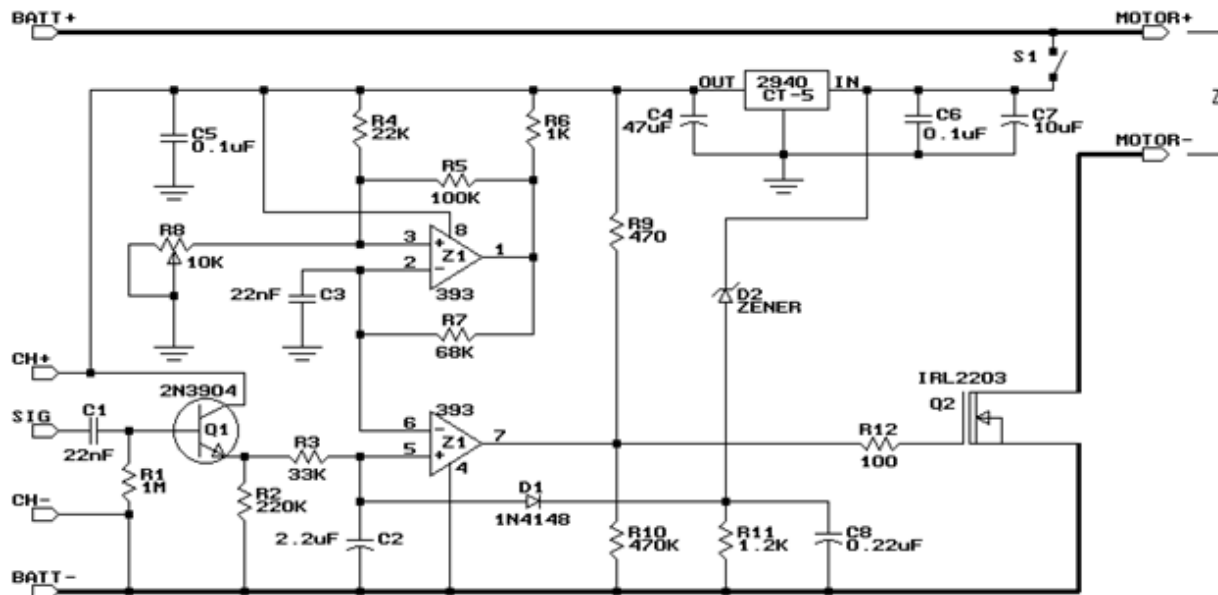 BATT+
MOTOR+
S1
OUT
2940
CT-5
IN
C5
0.1uF
R4
22K
R6
1K
C4
47uF
C6
0.1uF
C7
10uF
MOTOR-
R5
100K
R8
10K
3
+
8
Z1
1
2
-
393
R9
470
22nF
C3
R7
68K
D2
ZENER
CH+
2N3904
IRL2203
Q2
SIG
C1
22nF
Q1
R3
33K
393
6
-
Z1
7
5
+
4
R12
100
R1
1M
R2
220K
CH-
D1
1N4148
2.2uF
C2
R10
470K
R11
1.2K
C8
0.22uF
BATT-